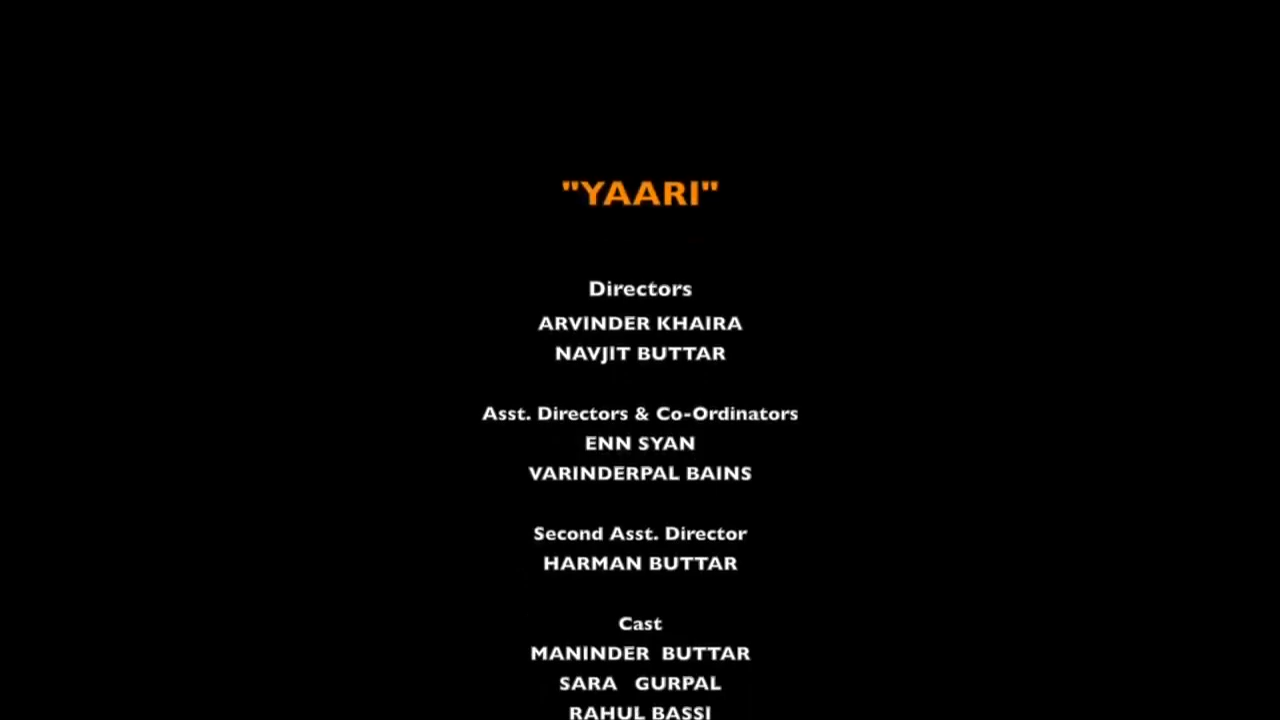 "YAARI"
Directors
ARVINDER KHAIRA
NAVJIT BUTTAR
Asst. Directors & Co-Ordinators
ENN SYAN
VARINDERPAL BAINS
Second Asst. Director
HARMAN BUTTAR
Cast
MANINDER BUTTAR
SARA GURPAL
RAHUL BASSI